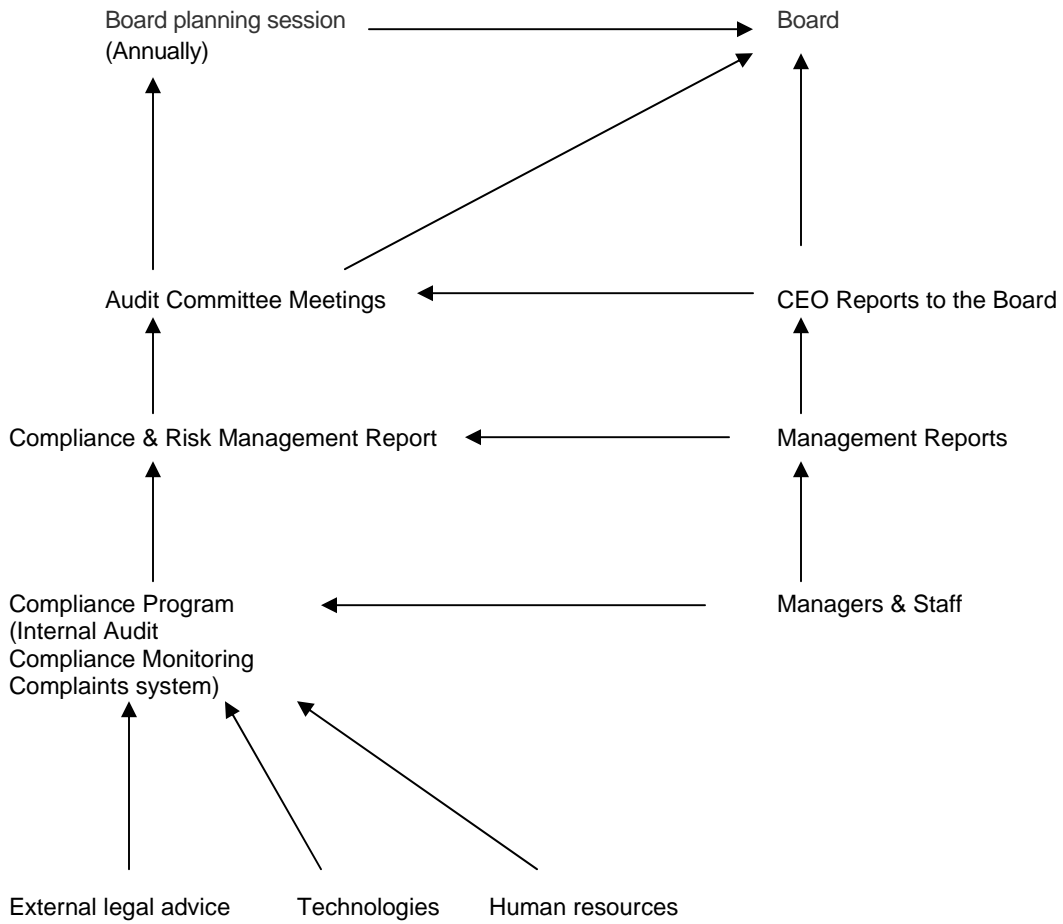 Board planning session
(Annually)
Board
Audit Committee Meetings
CEO Reports to the Board
Compliance & Risk Management Report
Management Reports
Compliance Program
(Internal Audit
Compliance Monitoring
Complaints system)
Managers & Staff
External legal advice
Technologies
Human resources